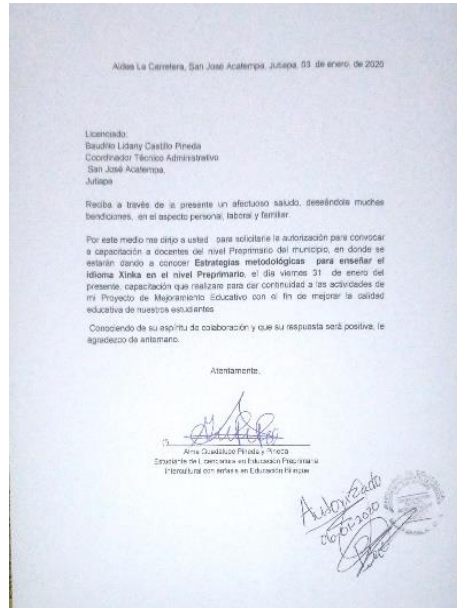 Aldea La Carretera, San José Acatempa, Jutiapa, 03 de enero, de 2020
Licenciado:
Baudilio Lidany Castillo Pineda
Coordinador Técnico Administrativo
San José Acatempa,
Jutiapa
Reciba a través de la presente un afectuoso saludo, deseándole muchas
bendiciones, en el aspecto personal, laboral y familiar.
Por este medio me dirijo a usted para solicitarle la autorización para convocar
a capacitación a docentes del nivel Preprimario del municipio, en donde se
estarán dando a conocer Estrategias metodológicas para enseñar el
idioma Xinka en el nivel Preprimario, el día viernes 31 de enero del
presente, capacitación que realizare para dar continuidad a las actividades de
mi Proyecto de Mejoramiento Educativo con el fin de mejorar la calidad
educativa de nuestros estudiantes
Conociendo de su espíritu de colaboración y que su respuesta será positiva, le
agradezco de antemano.
Atentamente,
Alma Guadalupe Pineda y Pineda
Estudiante de Licenciatura en Educación Preprimaria
Intercultural con énfasis en Educación Bilingüe
Autorizado
06-01-2020